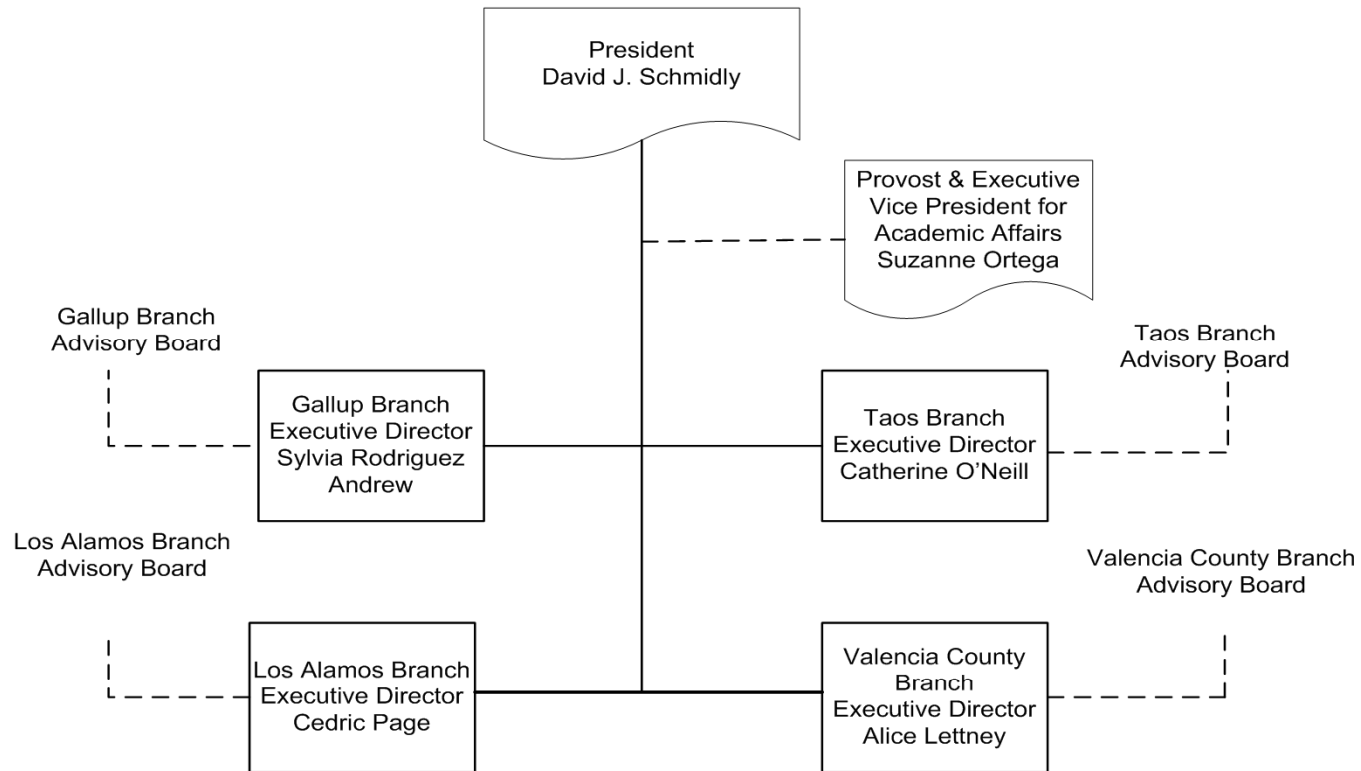 President
David J. Schmidly
Provost & Executive
Vice President for
Academic Affairs
Suzanne Ortega
Gallup Branch
Advisory Board
Taos Branch
Advisory Board
Gallup Branch
Executive Director
Sylvia Rodriguez
Andrew
Taos Branch
Executive Director
Catherine O’Neill
Los Alamos Branch
Advisory Board
Valencia County Branch
Advisory Board
Los Alamos Branch
Executive Director
Cedric Page
Valencia County
Branch
Executive Director
Alice Lettney